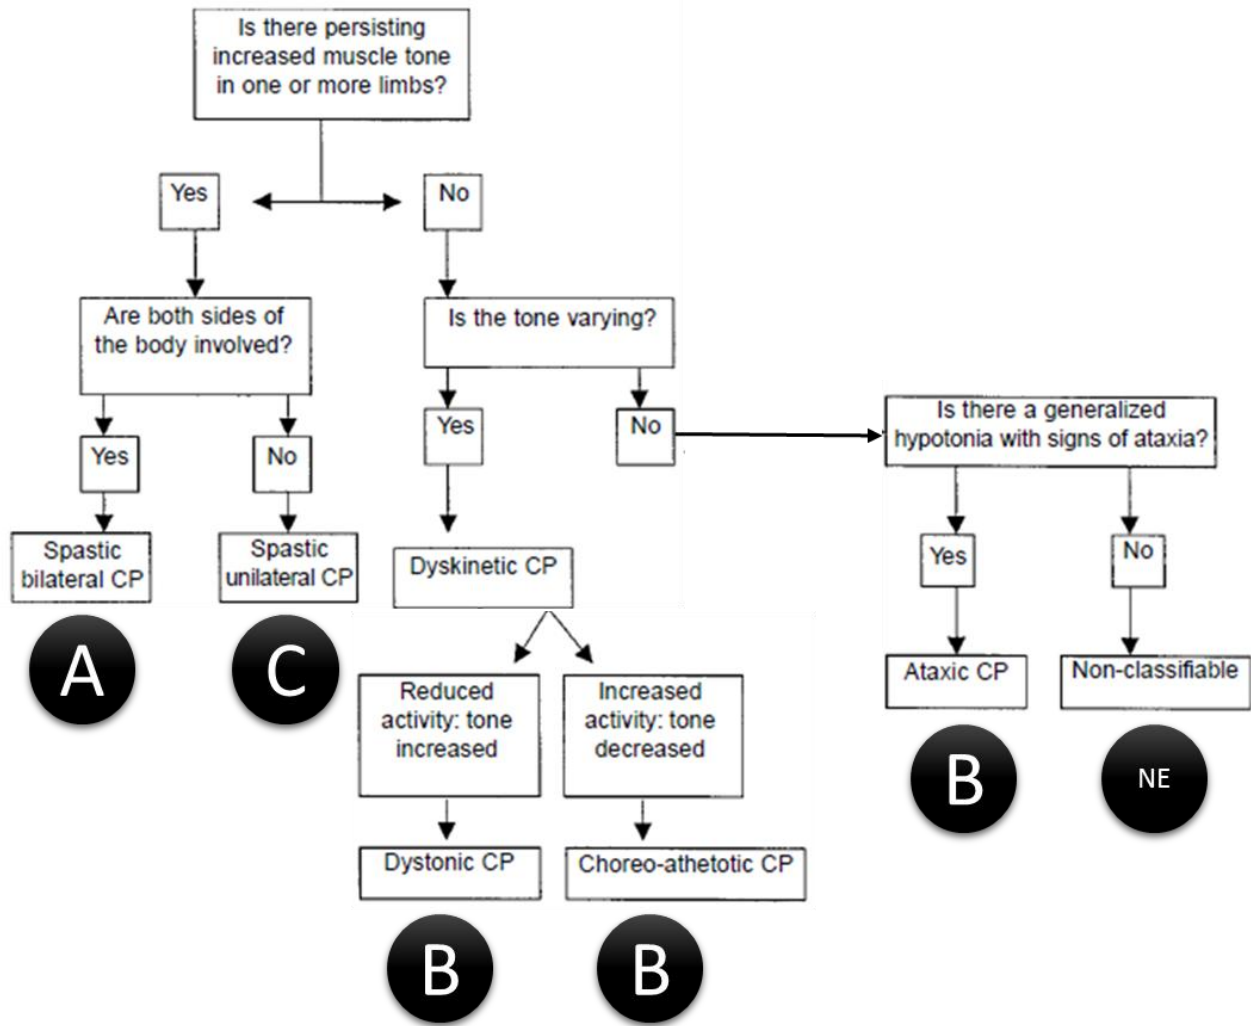 Is there persisting
increased muscle tone
in one or more limbs?
Yes
No
Are both sides of
the body involved?
Is the tone varying?
Yes
No
Yes
No
Is there a generalized
hypotonia with signs of ataxia?
Spastic
bilateral CP
Spastic
unilateral CP
Dyskinetic CP
Yes
No
A
C
Reduced
activity: tone
increased
Increased
activity: tone
decreased
Ataxic CP
Non-classifiable
B
NE
Dystonic CP
Choreo-athetotic CP
B
B